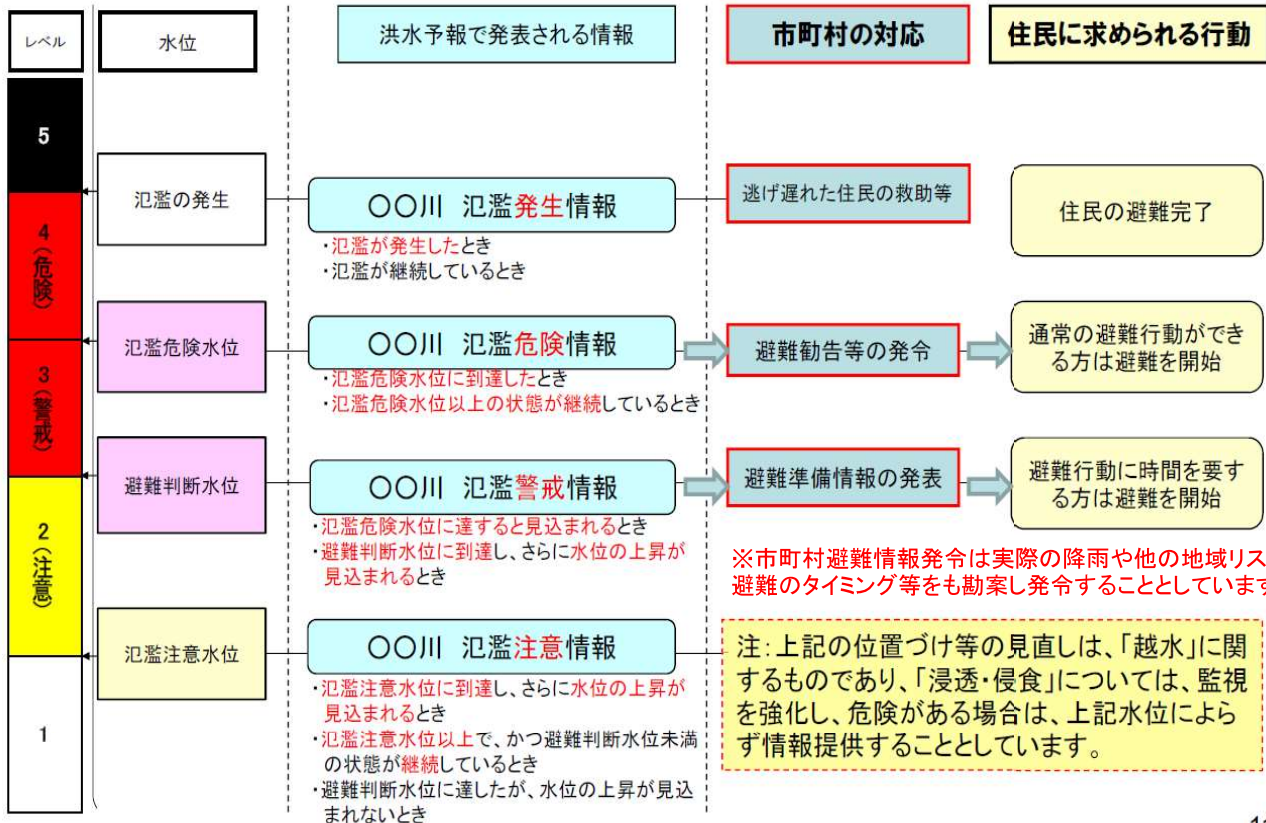 レベル
水位
洪水予報で発表される情報
市町村の対応
住民に求められる行動
5
氾濫の発生
〇〇川 氾濫発生情報
・氾濫が発生したとき
・氾濫が継続しているとき
逃げ遅れた住民の救助等
住民の避難完了
4(危険)
氾濫危険水位
〇〇川 氾濫危険情報
・氾濫危険水位に到達したとき
・氾濫危険水位以上の状態が継続しているとき
避難勧告等の発令
通常の避難行動ができ
る方は避難を開始
3(警戒)
避難判断水位
〇〇川 氾濫警戒情報
・氾濫危険水位に達すると見込まれるとき
・避難判断水位に到達し、さらに水位の上昇が
見込まれるとき
避難準備情報の発表
避難行動に時間を要す
る方は避難を開始
※市町村避難情報発令は実際の降雨や他の地域リス
避難のタイミング等をも勘案し発令することとしています
2(注意)
氾濫注意水位
〇〇川 氾濫注意情報
・氾濫注意水位に到達し、さらに水位の上昇が
見込まれるとき
・氾濫注意水位以上で、かつ避難判断水位未満
の状態が継続しているとき
・避難判断水位に達したが、水位の上昇が見込
まれないとき
注:上記の位置づけ等の見直しは、「越水」に関
するものであり、「浸透・侵食」については、監視
を強化し、危険がある場合は、上記水位によら
ず情報提供することとしています。
1